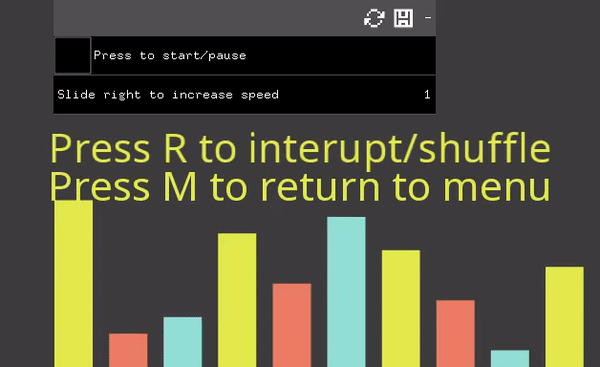 -
Press to start/pause
Slide right to increase speed 1
Press R to interupt/shuffle
Press M to return to menu